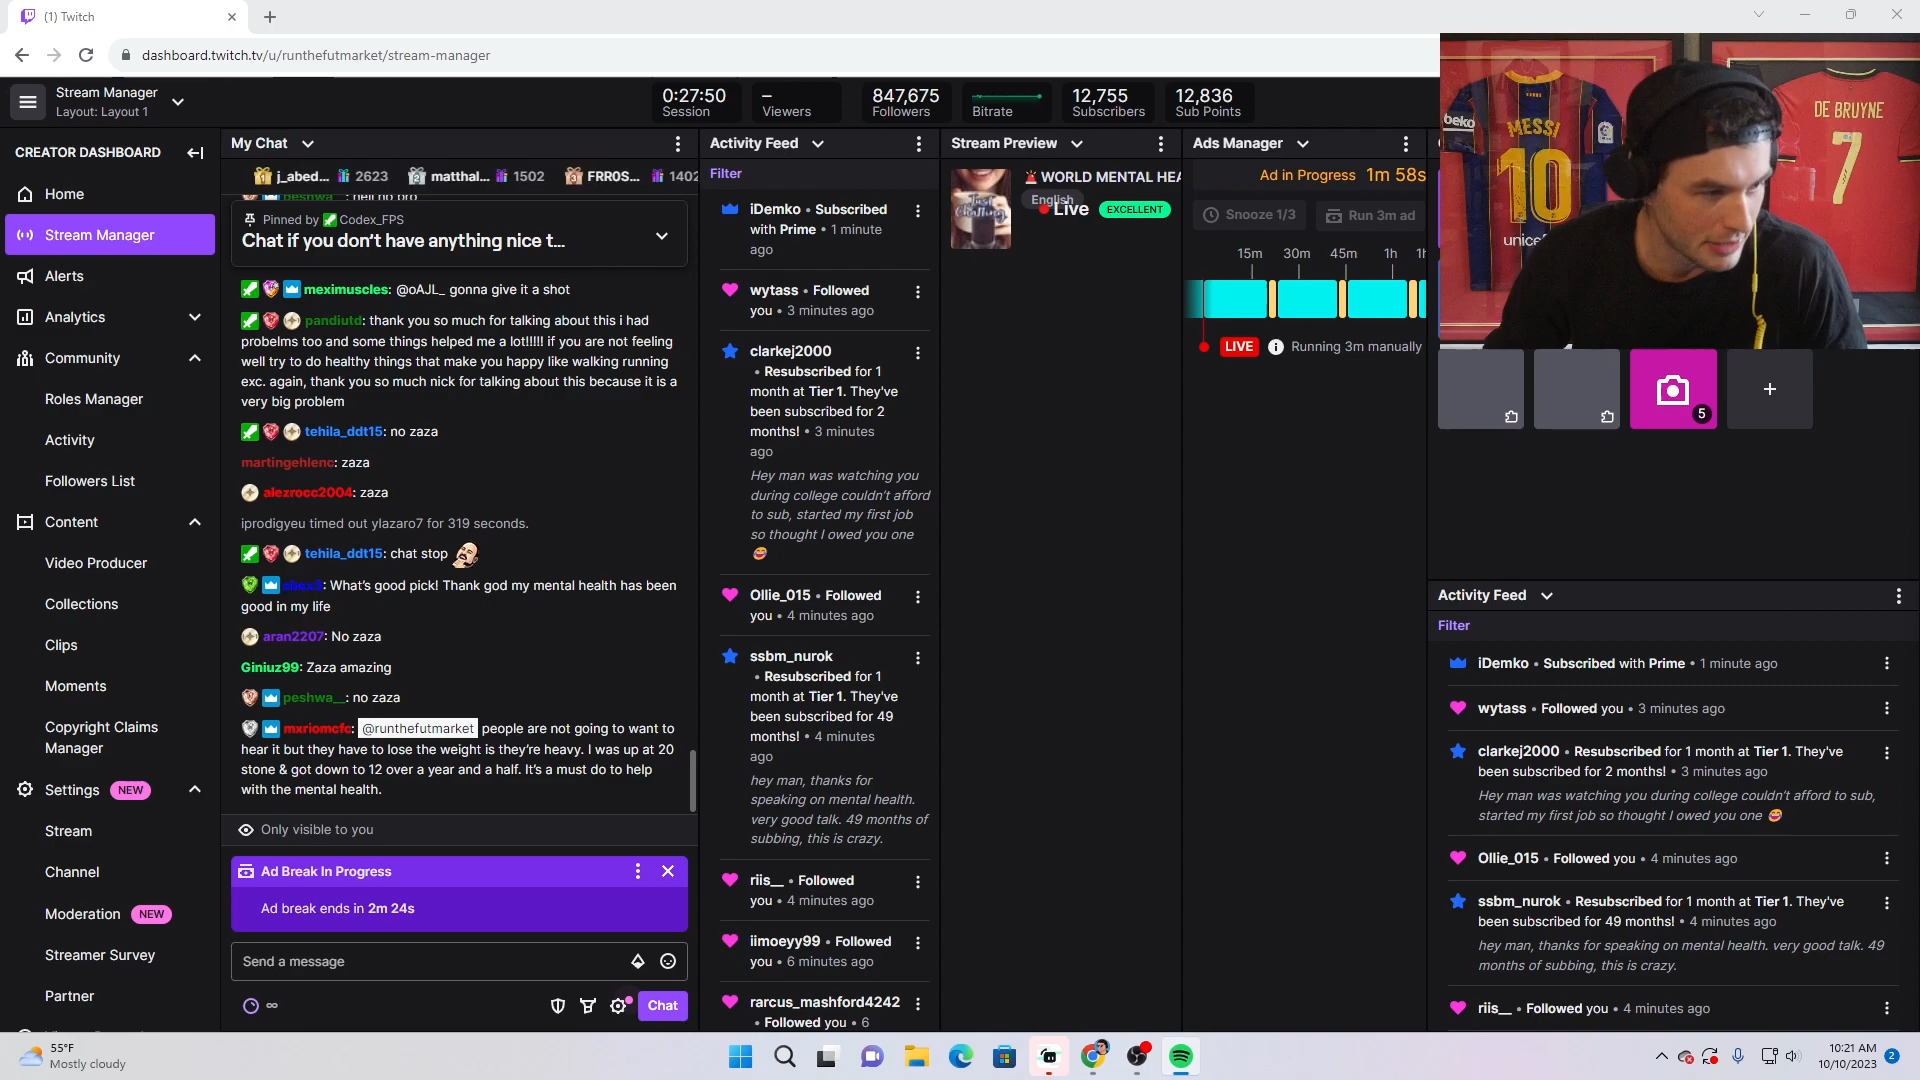 (1) Twitch
dashboard.twitch.tv/u/runthefutmarket/stream-manager
Stream Manager
Layout: Layout 1
0:27:50
Session
–
Viewers
847,675
Followers
Bitrate
12,755
Subscribers
12,836
Sub Points
CREATOR DASHBOARD
Home
Stream Manager
Alerts
Analytics
Community
Roles Manager
Activity
Followers List
Content
Video Producer
Collections
Clips
Moments
Copyright Claims
Manager
Settings NEW
Stream
Channel
Moderation NEW
Streamer Survey
Partner
My Chat
j_abed... 2623 matthal... 1502 FRR0S... 1402
Pinned by Codex_FPS
Chat if you don't have anything nice t...
meximuscles: @oAJL_ gonna give it a shot
pandiutd: thank you so much for talking about this i had
probelms too and some things helped me a lot!!!!! if you are not feeling
well try to do healthy things that make you happy like walking running
exc. again, thank you so much nick for talking about this because it is a
very big problem
tehila_ddt15: no zaza
martingehlenc: zaza
alezrocc2004: zaza
iprodigyeu timed out ylazaro7 for 319 seconds.
tehila_ddt15: chat stop
What's good pick! Thank god my mental health has been
good in my life
aran2207: No zaza
Giniuz99: Zaza amazing
peshwa__: no zaza
mxriomcfc: @runthefutmarket people are not going to want to
hear it but they have to lose the weight is they're heavy. I was up at 20
stone & got down to 12 over a year and a half. It's a must do to help
with the mental health.
Only visible to you
Ad Break In Progress
Ad break ends in 2m 24s
Send a message
Chat
Activity Feed
Filter
iDemko • Subscribed
with Prime • 1 minute
ago
wytass • Followed
you • 3 minutes ago
clarkej2000
• Resubscribed for 1
month at Tier 1. They've
been subscribed for 2
months! • 3 minutes
ago
Hey man was watching you
during college couldn't afford
to sub, started my first job
so thought I owed you one
Ollie_015 • Followed
you • 4 minutes ago
ssbm_nurok
• Resubscribed for 1
month at Tier 1. They've
been subscribed for 49
months! • 4 minutes
ago
hey man, thanks for
speaking on mental health.
very good talk. 49 months of
subbing, this is crazy.
riis__ • Followed
you • 4 minutes ago
iimoeyy99 • Followed
you • 6 minutes ago
rarcus_mashford4242
• Followed you • 6
Stream Preview
WORLD MENTAL HEA
English
Live EXCELLENT
Just
Chatting
Ads Manager
Ad in Progress 1m 58s
Snooze 1/3
Run 3m ad
15m 30m 45m 1h
LIVE Running 3m manually
beko
MESSI
10
unice
DE BRUYNE
7
5
Activity Feed
Filter
iDemko • Subscribed with Prime • 1 minute ago
wytass • Followed you • 3 minutes ago
clarkej2000 • Resubscribed for 1 month at Tier 1. They've
been subscribed for 2 months! • 3 minutes ago
Hey man was watching you during college couldn't afford to sub,
started my first job so thought I owed you one
Ollie_015 • Followed you • 4 minutes ago
ssbm_nurok • Resubscribed for 1 month at Tier 1. They've
been subscribed for 49 months! • 4 minutes ago
hey man, thanks for speaking on mental health. very good talk. 49
months of subbing, this is crazy.
riis__ • Followed you • 4 minutes ago
55°F
Mostly cloudy
10:21 AM
10/10/2023
2